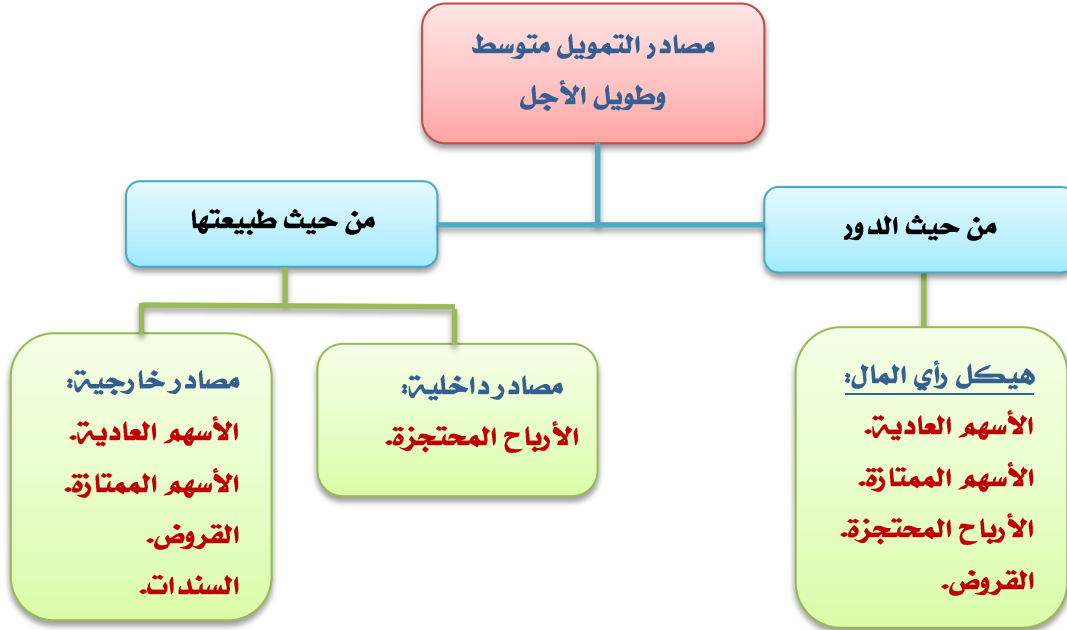 مصادر التمويل متوسط
وطويل الأجل
من حيث الدور
من حيث طبيعتها
هيكل رأي المال:
الأسهم العادية.
الأسهم الممتازة.
الأرباح المحتجزة.
القروض.
مصادر داخلية:
الأرباح المحتجزة.
مصادر خارجية:
الأسهم العادية.
الأسهم الممتازة.
القروض.
السندات.